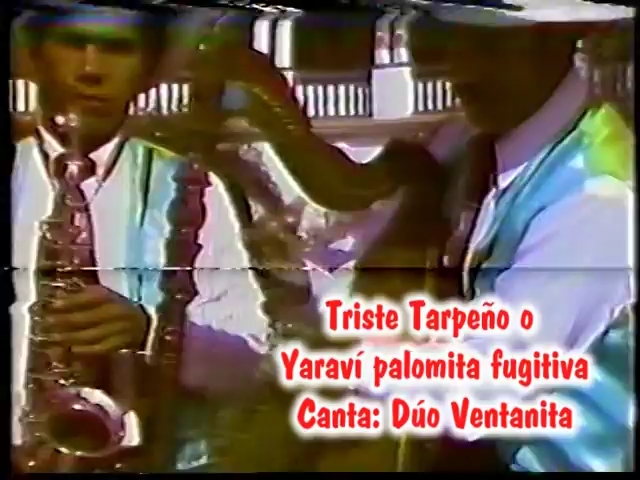 Triste Tarpeño o
Yaraví palomita fugitiva
Canta: Dúo Ventanita